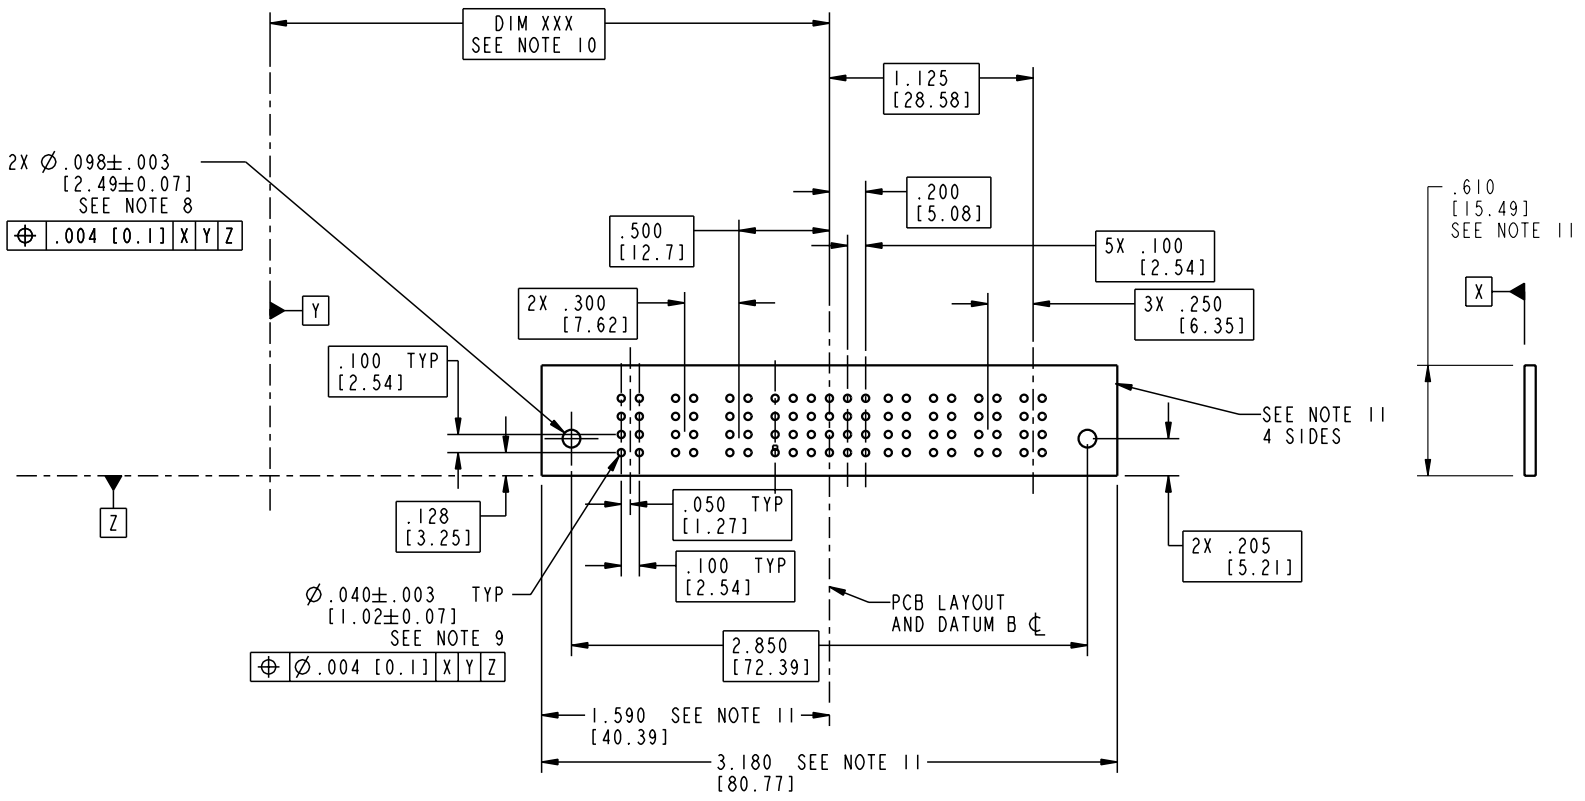 DIM XXX
SEE NOTE 10
1.125
[28.58]
2X Ø .098±.003
[2.49±0.07]
SEE NOTE 8
⌖ .004 [0.1] X Y Z
.200
[5.08]
.610
[15.49]
SEE NOTE 11
.500
[12.7]
5X .100
[2.54]
2X .300
[7.62]
3X .250
[6.35]
X
Y
.100 TYP
[2.54]
SEE NOTE 11
4 SIDES
Z
.128
[3.25]
.050 TYP
[1.27]
.100 TYP
[2.54]
2X .205
[5.21]
Ø .040±.003 TYP
[1.02±0.07]
SEE NOTE 9
⌖ Ø .004 [0.1] X Y Z
PCB LAYOUT
AND DATUM B ℄
2.850
[72.39]
1.590 SEE NOTE 11
[40.39]
3.180 SEE NOTE 11
[80.77]